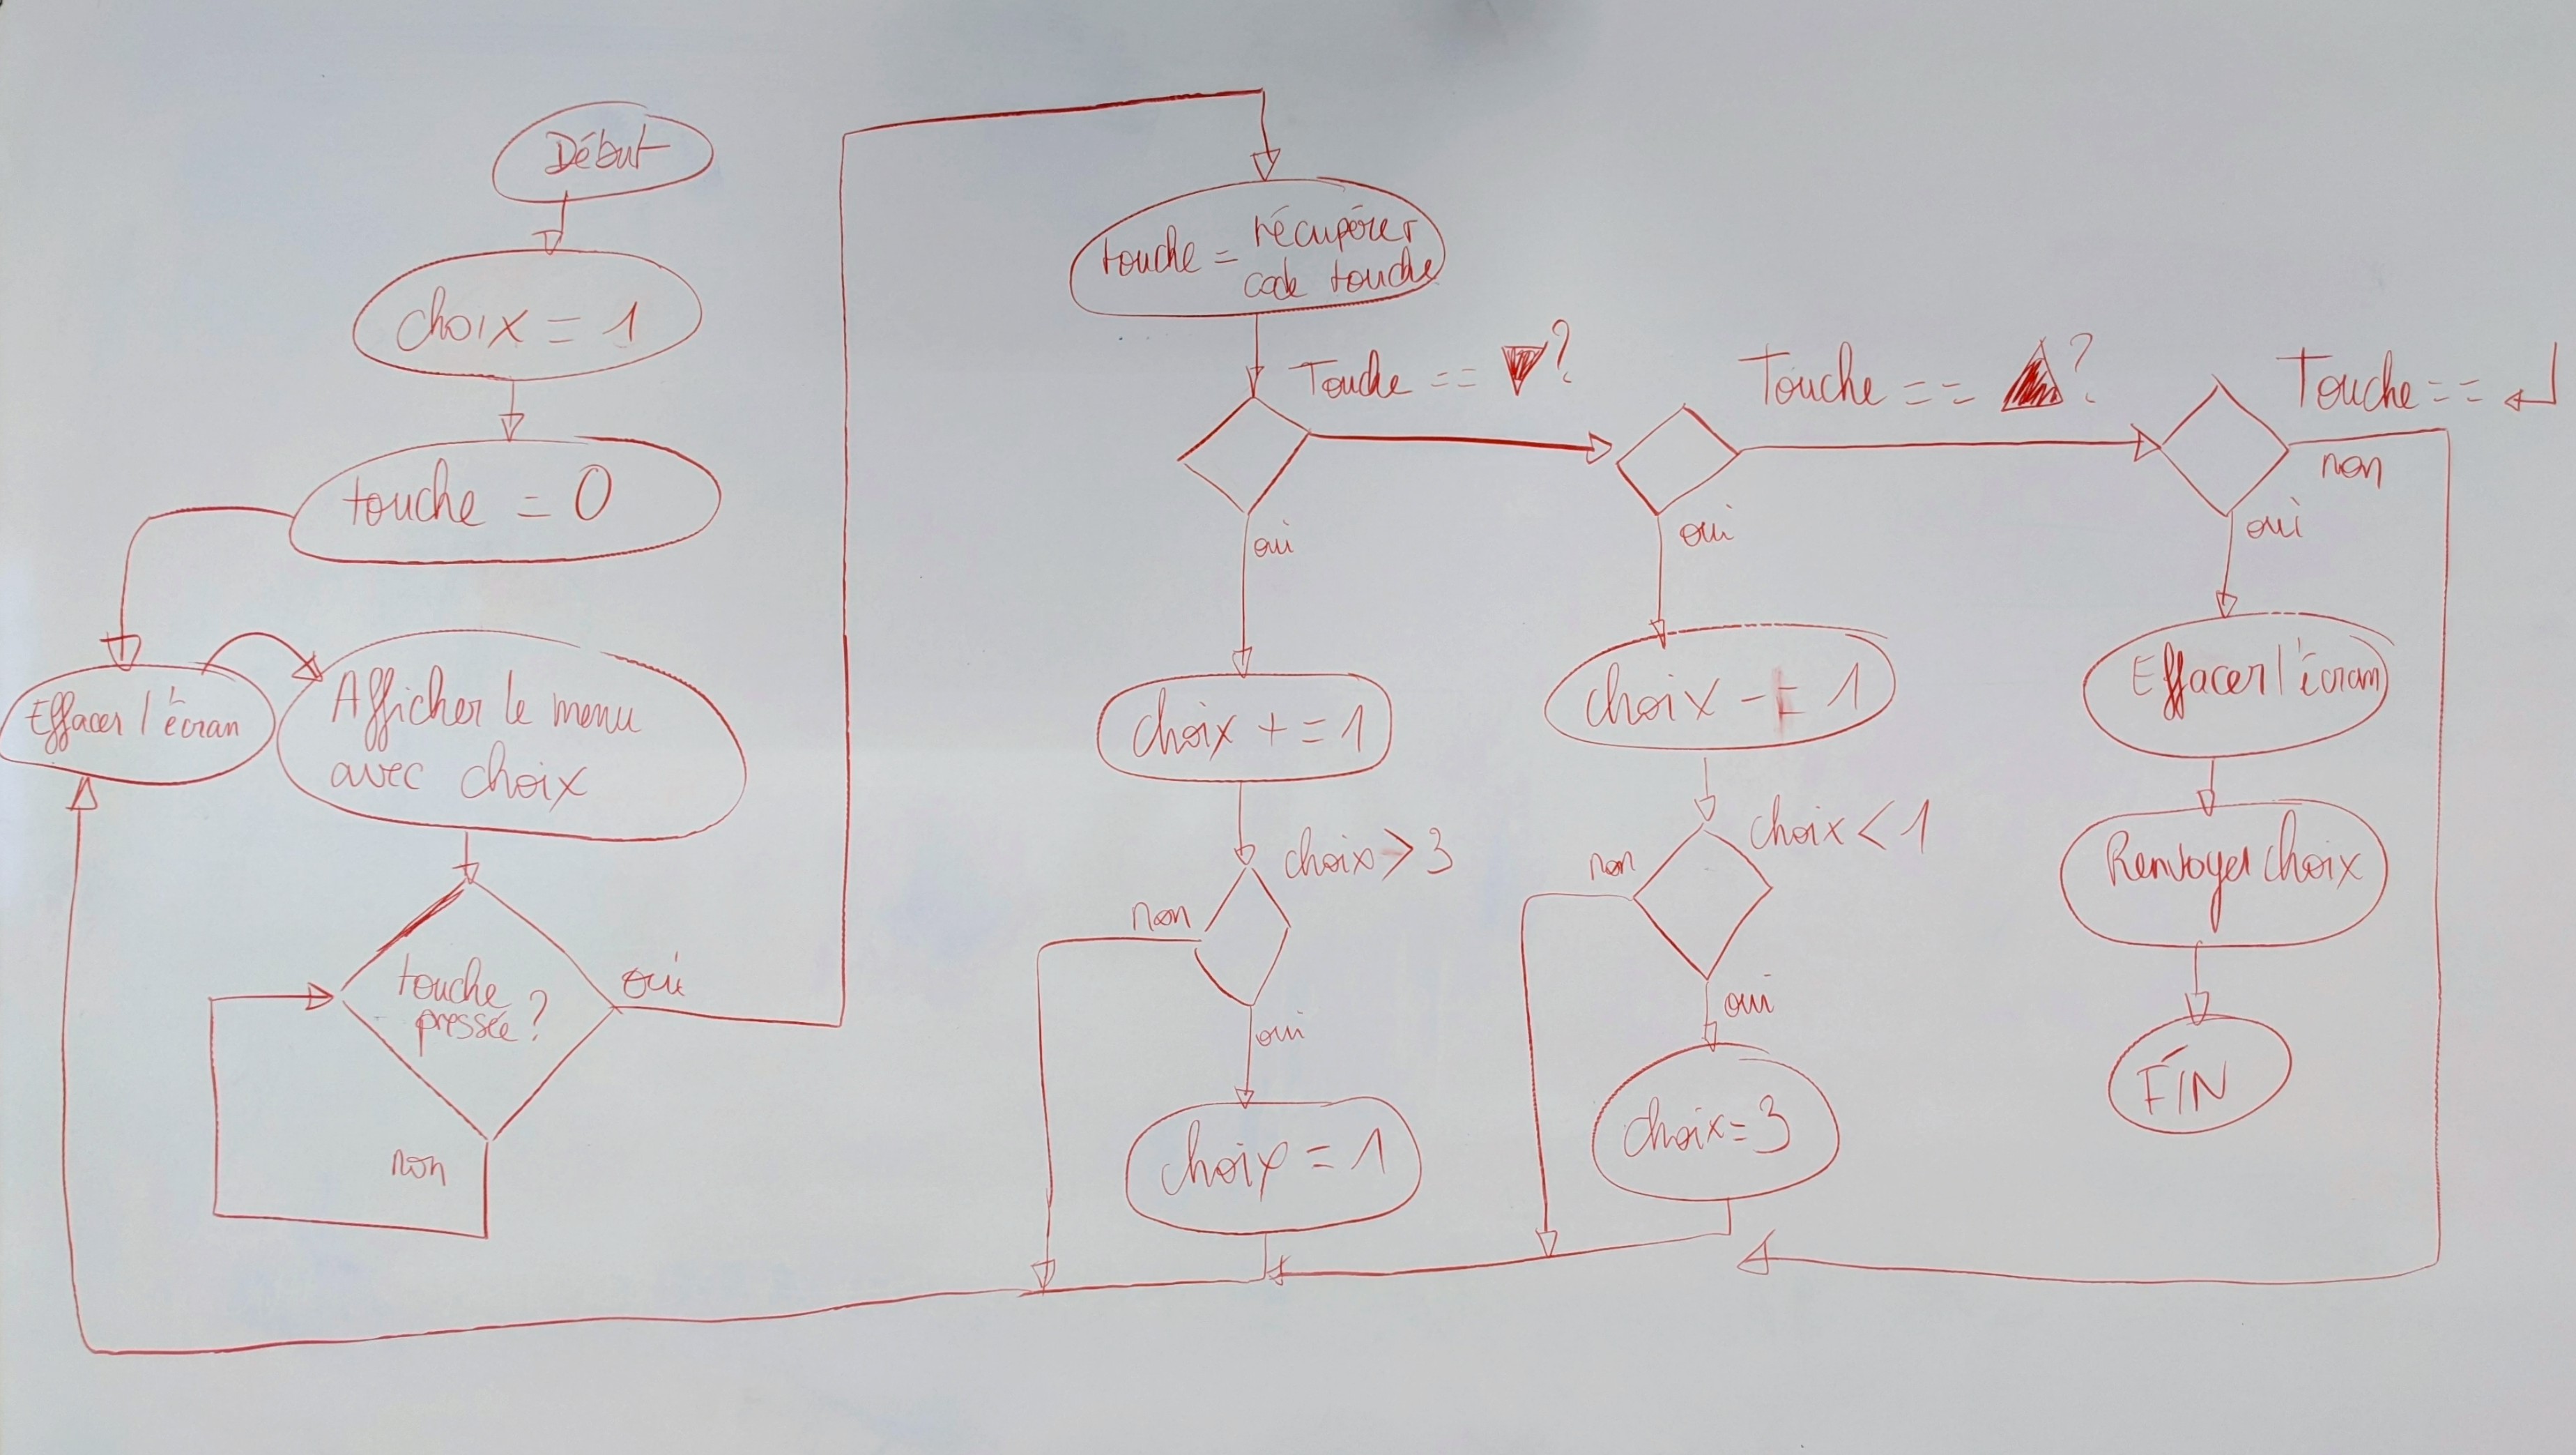 Début
choix = 1
touche = 0
Effacer l'écran
Afficher le menu
avec choix
touche
pressée ?
oui
non
touche = récupérer
code touche
Touche == ▼ ?
oui
choix += 1
choix > 3
non
oui
choix = 1
Touche == ▲ ?
oui
choix -= 1
choix < 1
non
oui
choix = 3
Touche == ↵
non
oui
Effacer l'écran
Renvoyer choix
FIN